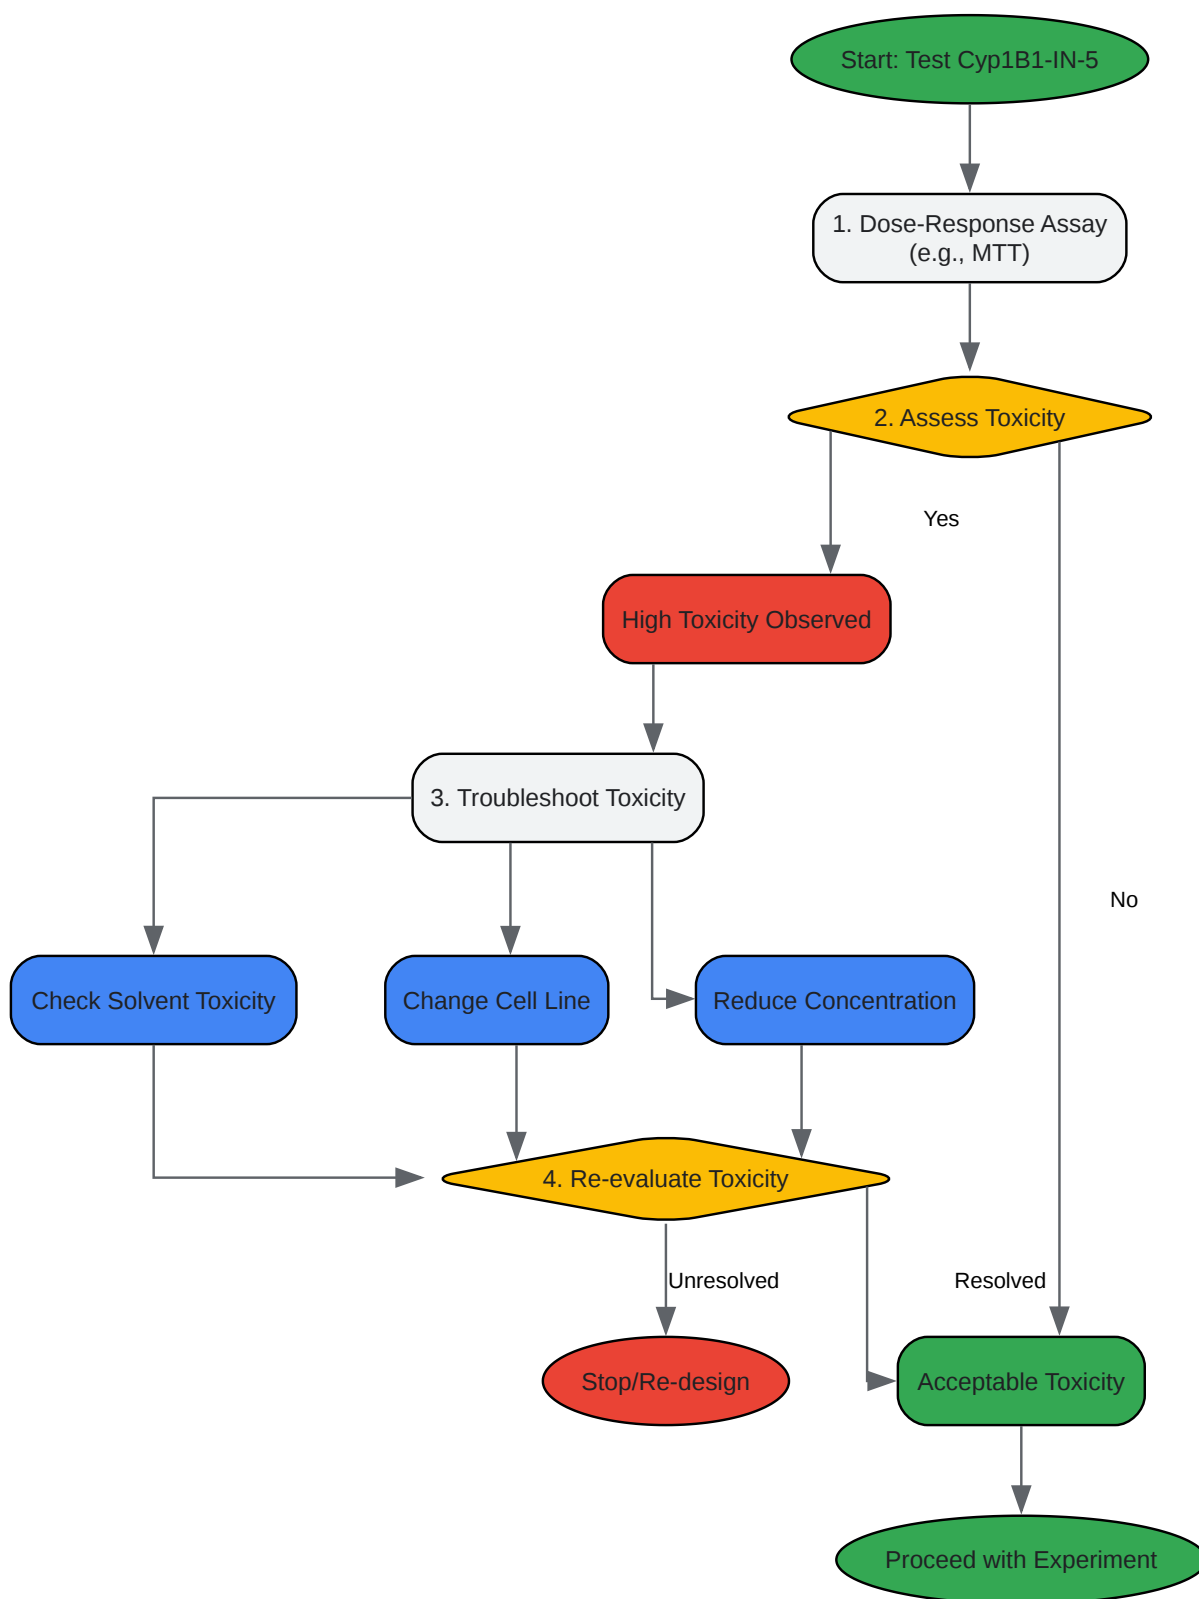 Start: Test Cyp1B1-IN-5
1. Dose-Response Assay
(e.g., MTT)
2. Assess Toxicity
Yes
High Toxicity Observed
3. Troubleshoot Toxicity
No
Check Solvent Toxicity
Change Cell Line
Reduce Concentration
4. Re-evaluate Toxicity
Unresolved
Resolved
Stop/Re-design
Acceptable Toxicity
Proceed with Experiment